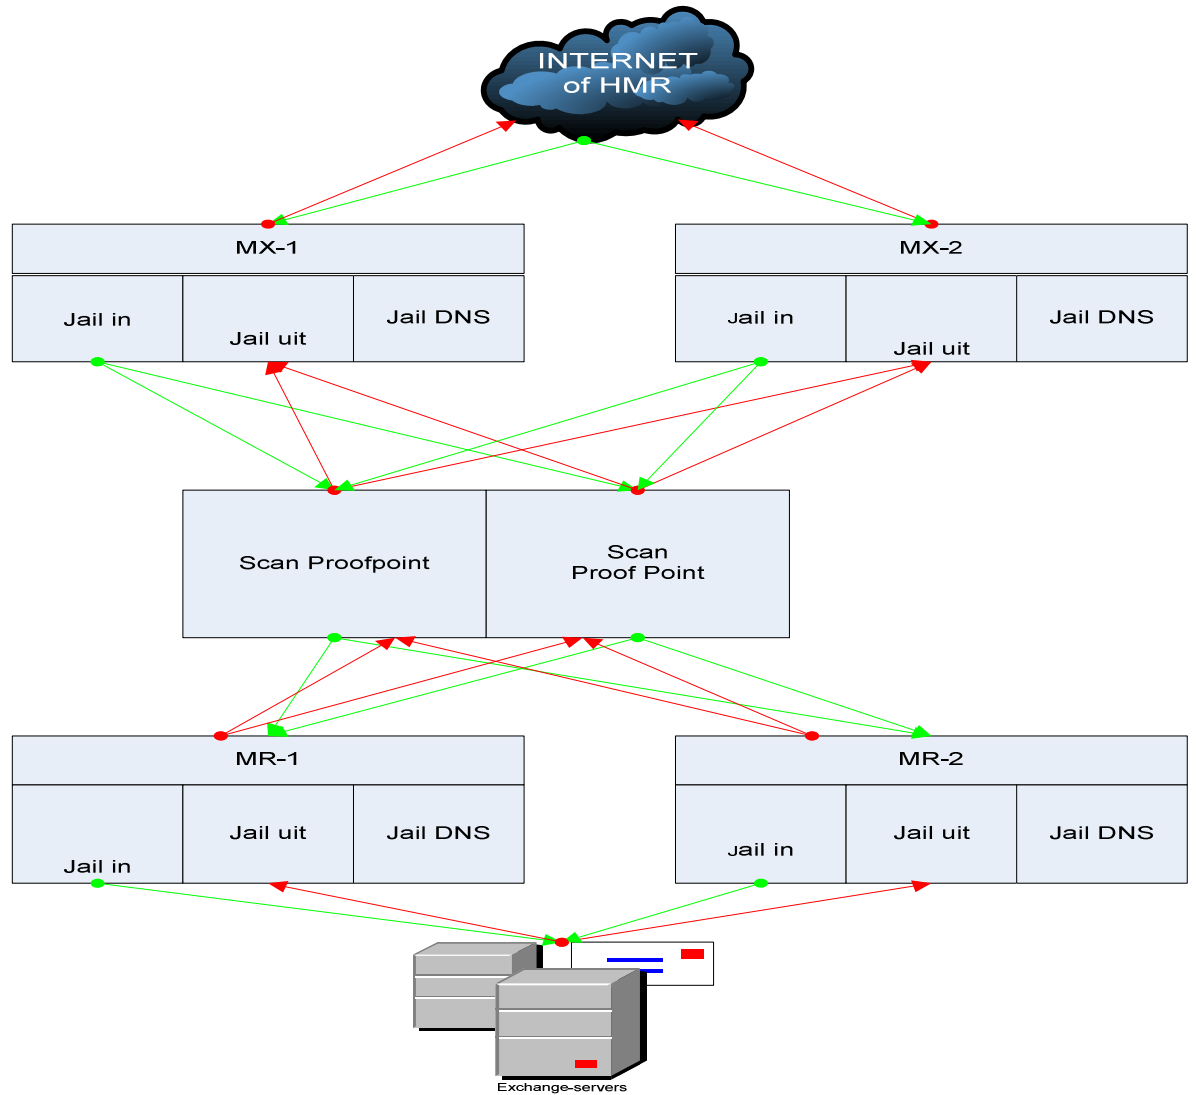 INTERNET
of HMR
MX-1
MX-2
Jail in
Jail uit
Jail DNS
Jail in
Jail uit
Jail DNS
Scan Proofpoint
Scan
Proof Point
MR-1
MR-2
Jail in
Jail uit
Jail DNS
Jail in
Jail uit
Jail DNS
Exchange-servers